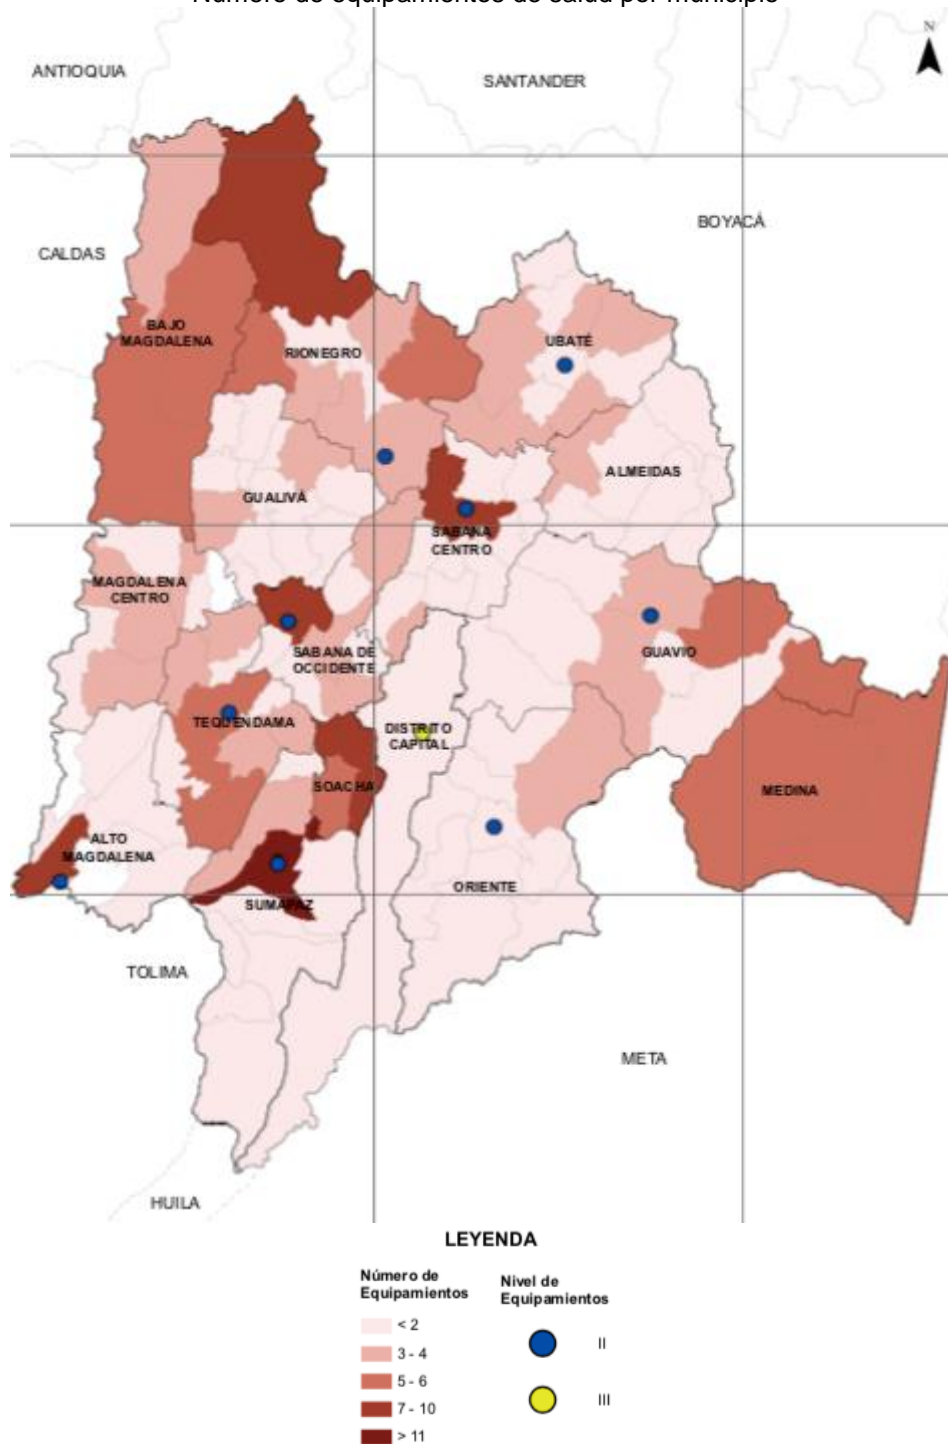 Número de equipamientos de salud por municipio
N
ANTIOQUIA
SANTANDER
BOYACÁ
CALDAS
BAJO
MAGDALENA
RIONEGRO
UBATÉ
ALMEIDAS
GUALIVÁ
SABANA
CENTRO
MAGDALENA
CENTRO
SABANA DE
OCCIDENTE
GUAVIO
TEQUENDAMA
DISTRITO
CAPITAL
SOACHA
MEDINA
ALTO
MAGDALENA
ORIENTE
SUMAPAZ
TOLIMA
META
HUILA
LEYENDA
Número de
Equipamientos
< 2
3 - 4
5 - 6
7 - 10
> 11
Nivel de
Equipamientos
II
III